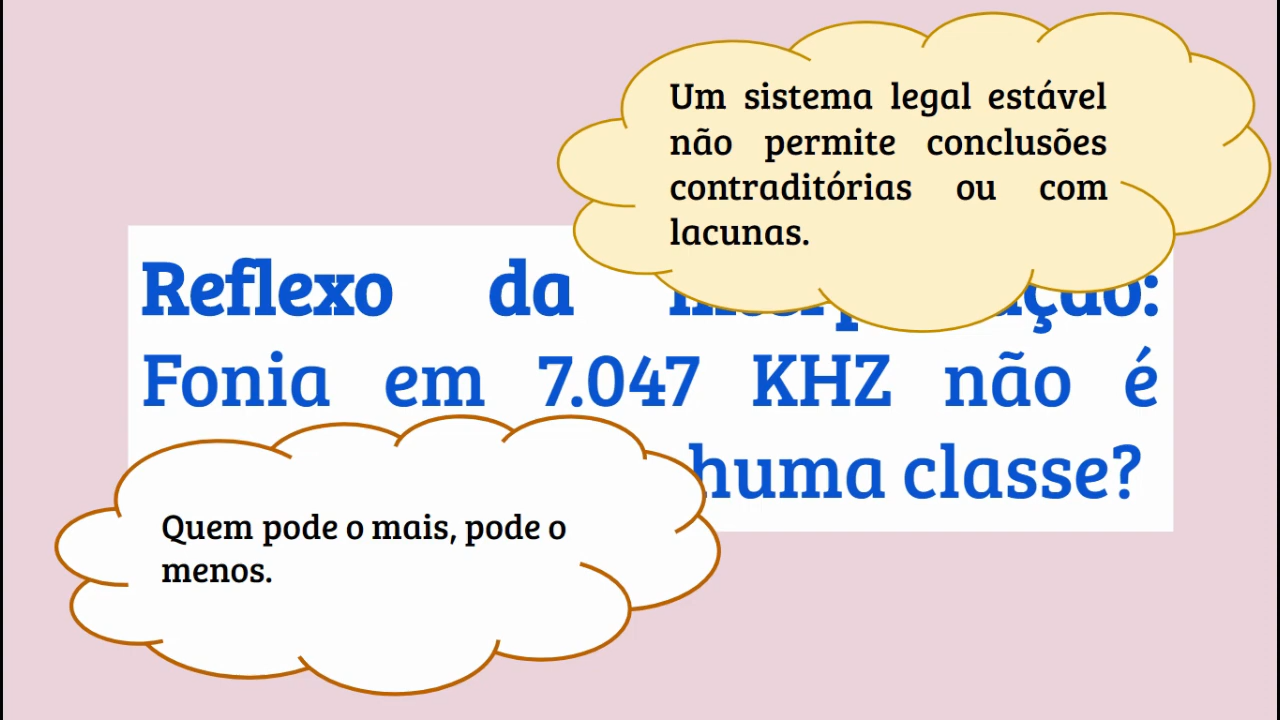 Um sistema legal estável
não permite conclusões
contraditórias ou com
lacunas.
Reflexo da
Fonia em 7.047 KHZ não é
classe?
Quem pode o mais, pode o
menos.